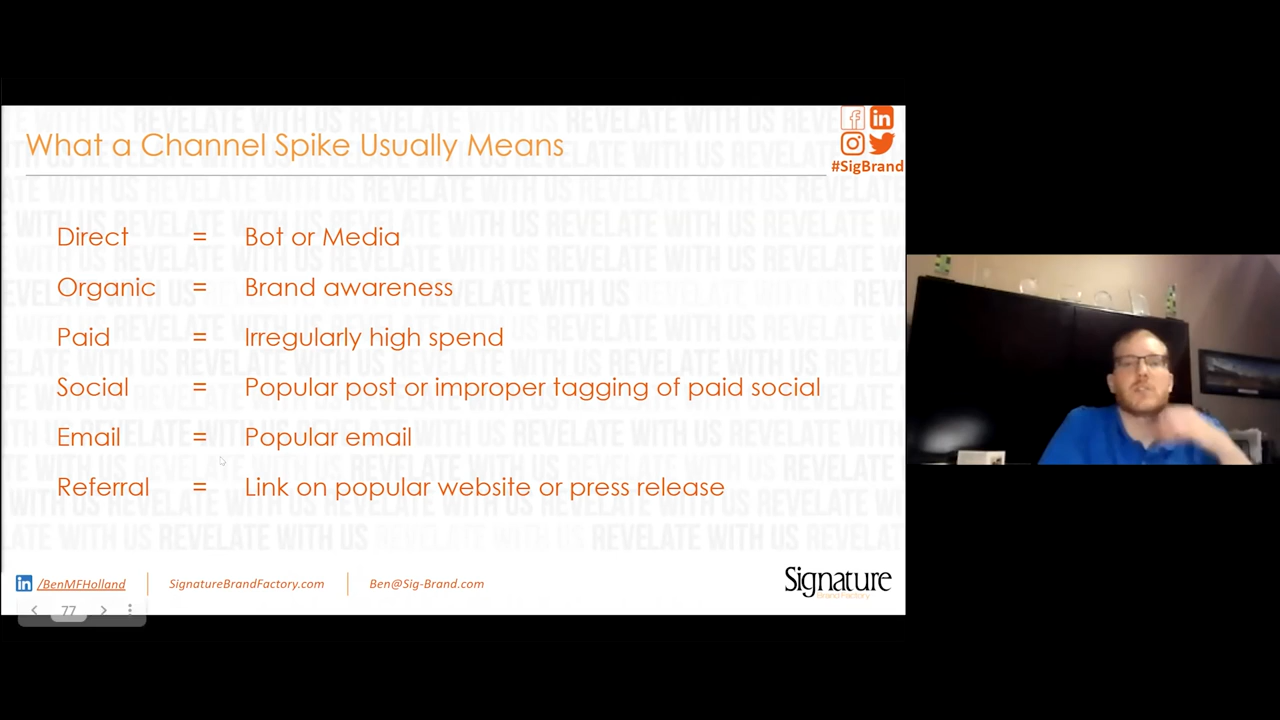 What a Channel Spike Usually Means
#SigBrand
Direct = Bot or Media
Organic = Brand awareness
Paid = Irregularly high spend
Social = Popular post or improper tagging of paid social
Email = Popular email
Referral = Link on popular website or press release
/BenMFHolland
SignatureBrandFactory.com
Ben@Sig-Brand.com
Signature
Brand Factory
77